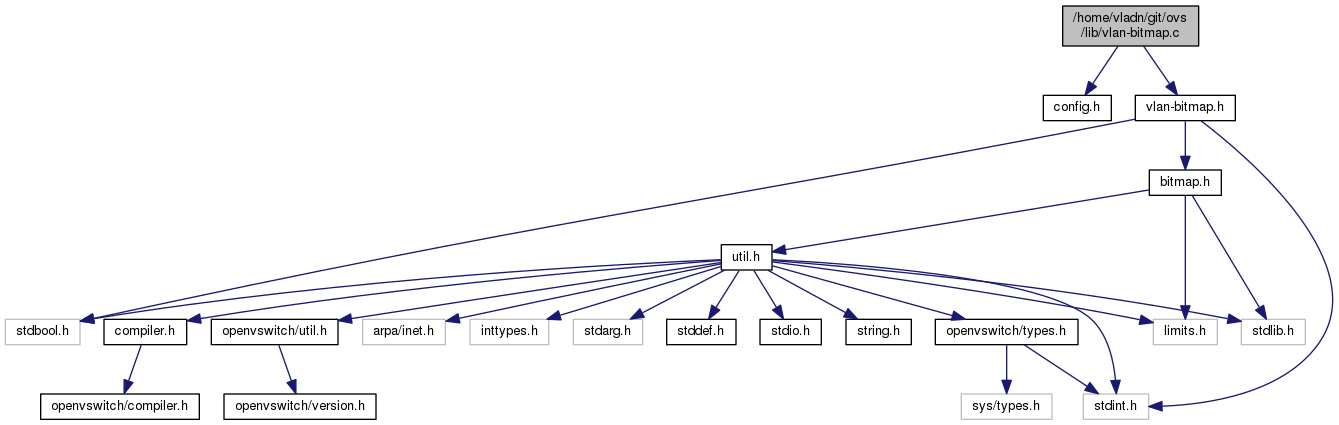 /home/vladn/git/ovs
/lib/vlan-bitmap.c
config.h
vlan-bitmap.h
bitmap.h
util.h
stdbool.h
compiler.h
openvswitch/util.h
arpa/inet.h
inttypes.h
stdarg.h
stddef.h
stdio.h
string.h
openvswitch/types.h
limits.h
stdlib.h
openvswitch/compiler.h
openvswitch/version.h
sys/types.h
stdint.h